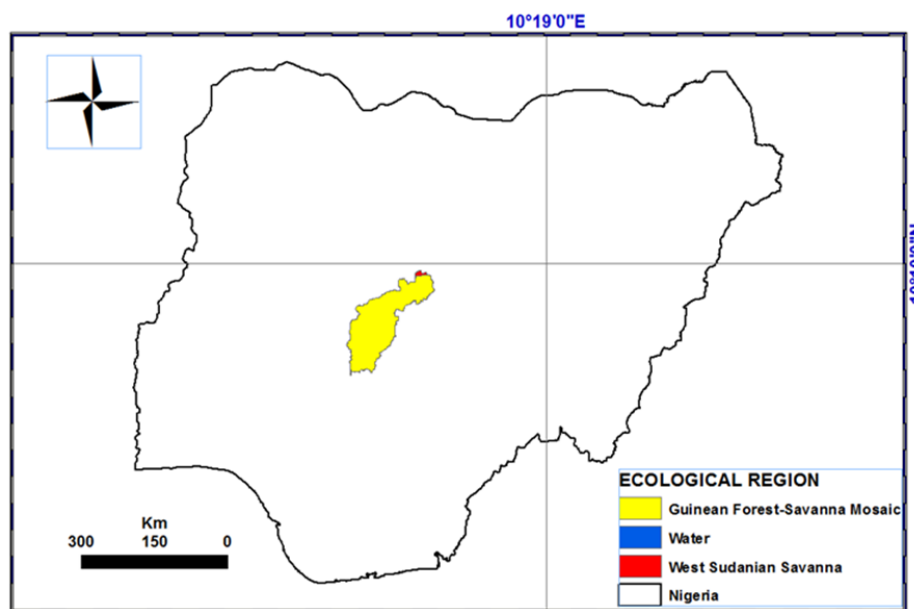 10°19'0"E
ECOLOGICAL REGION
Guinean Forest-Savanna Mosaic
Water
West Sudanian Savanna
Nigeria
Km
300 150 0